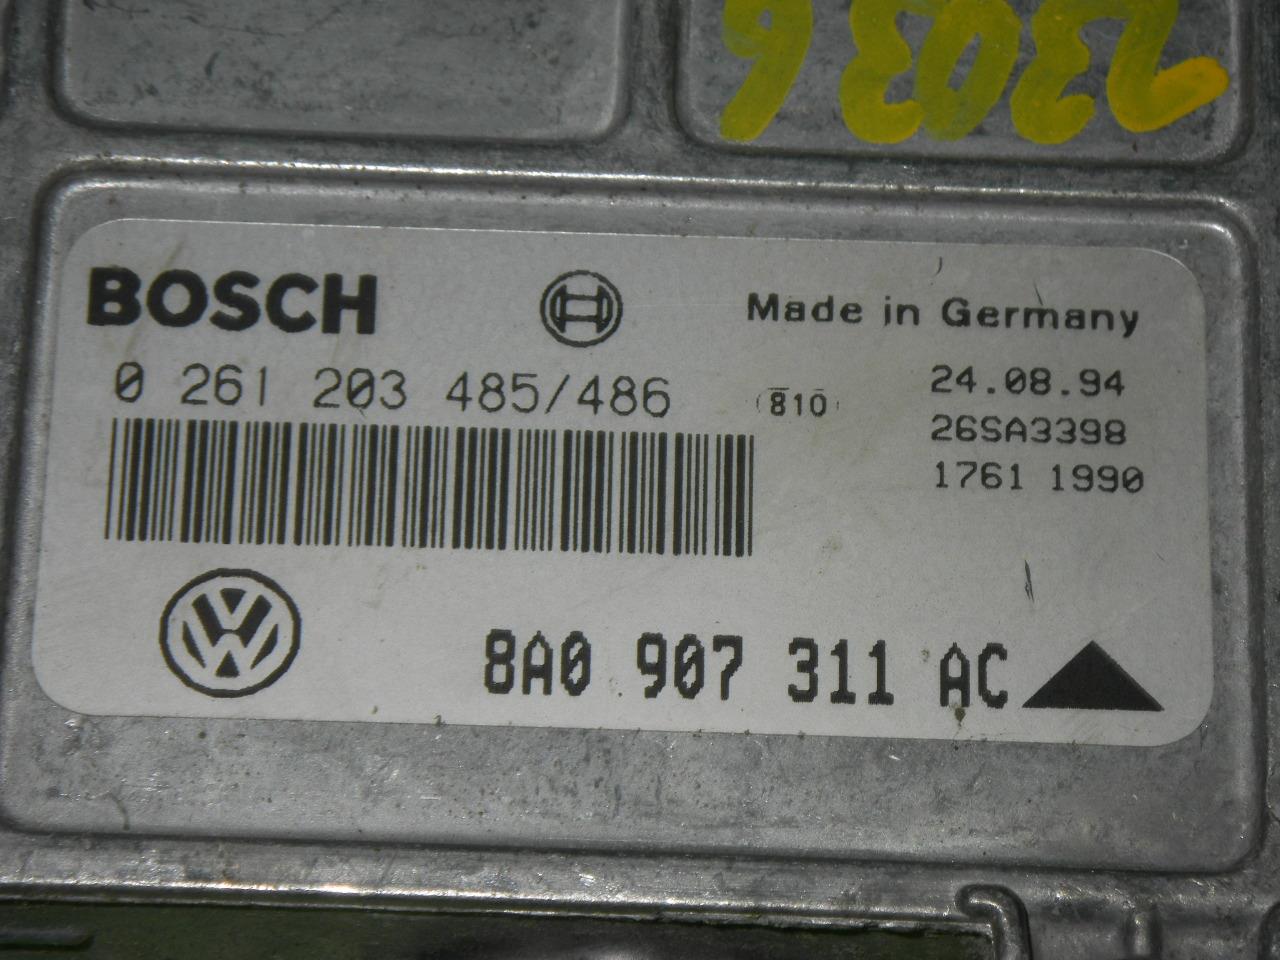 23036
BOSCH
Made in Germany
0 261 203 485/486
810
24.08.94
26SA3398
1761 1990
8A0 907 311 AC